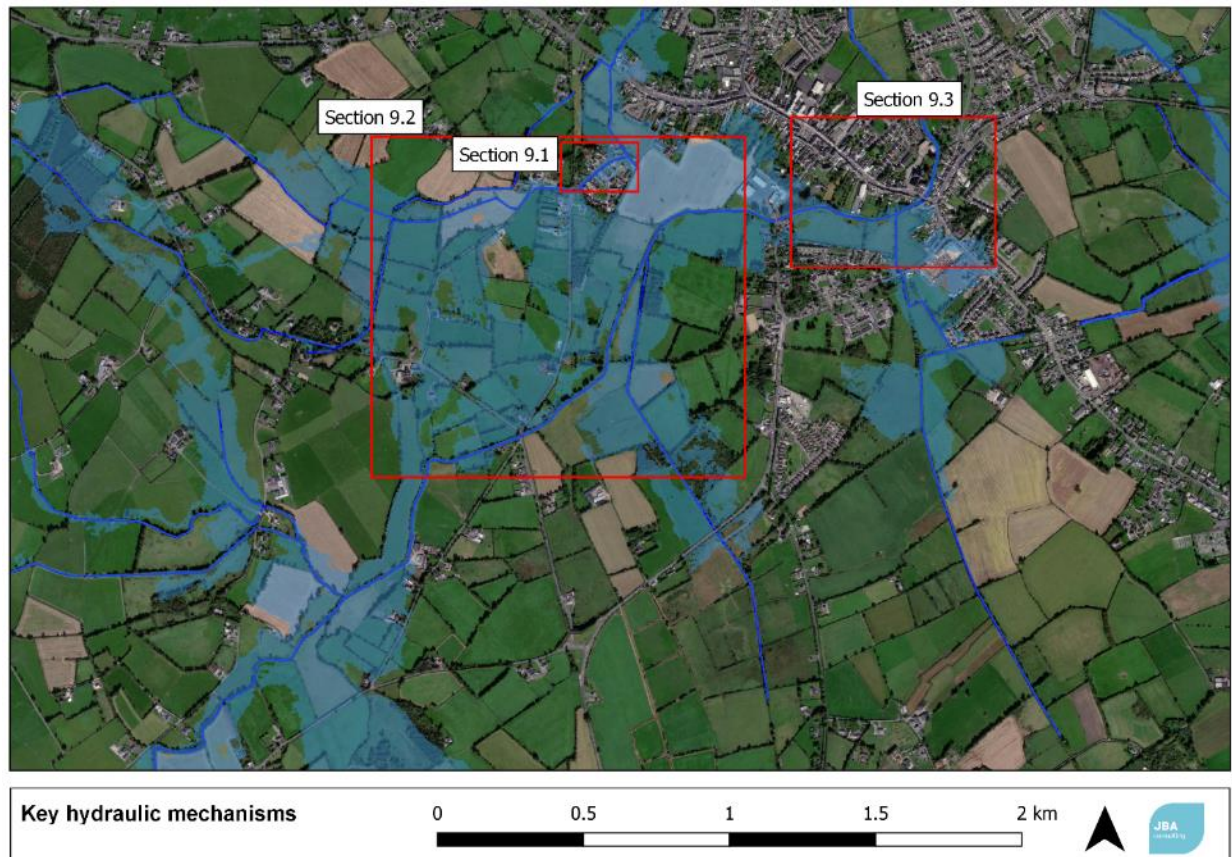 Section 9.3
Section 9.2
Section 9.1
Key hydraulic mechanisms
0 0.5 1 1.5 2 km
JBA
consulting